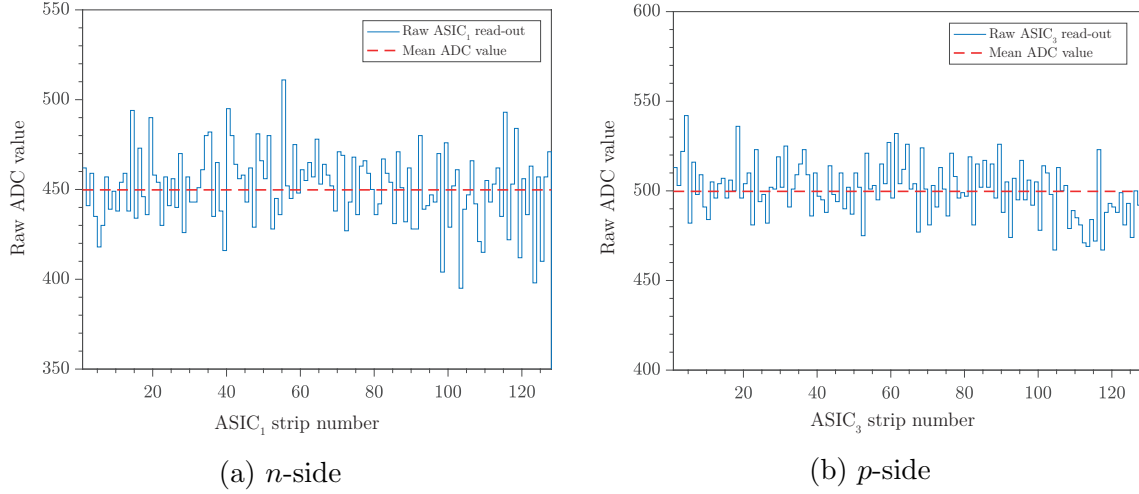 550
500
450
400
350
20
40
60
80
100
120
Raw ADC value
ASIC₁ strip number
Raw ASIC₁ read-out
Mean ADC value
(a) n-side
600
550
500
450
400
20
40
60
80
100
120
Raw ADC value
ASIC₃ strip number
Raw ASIC₃ read-out
Mean ADC value
(b) p-side